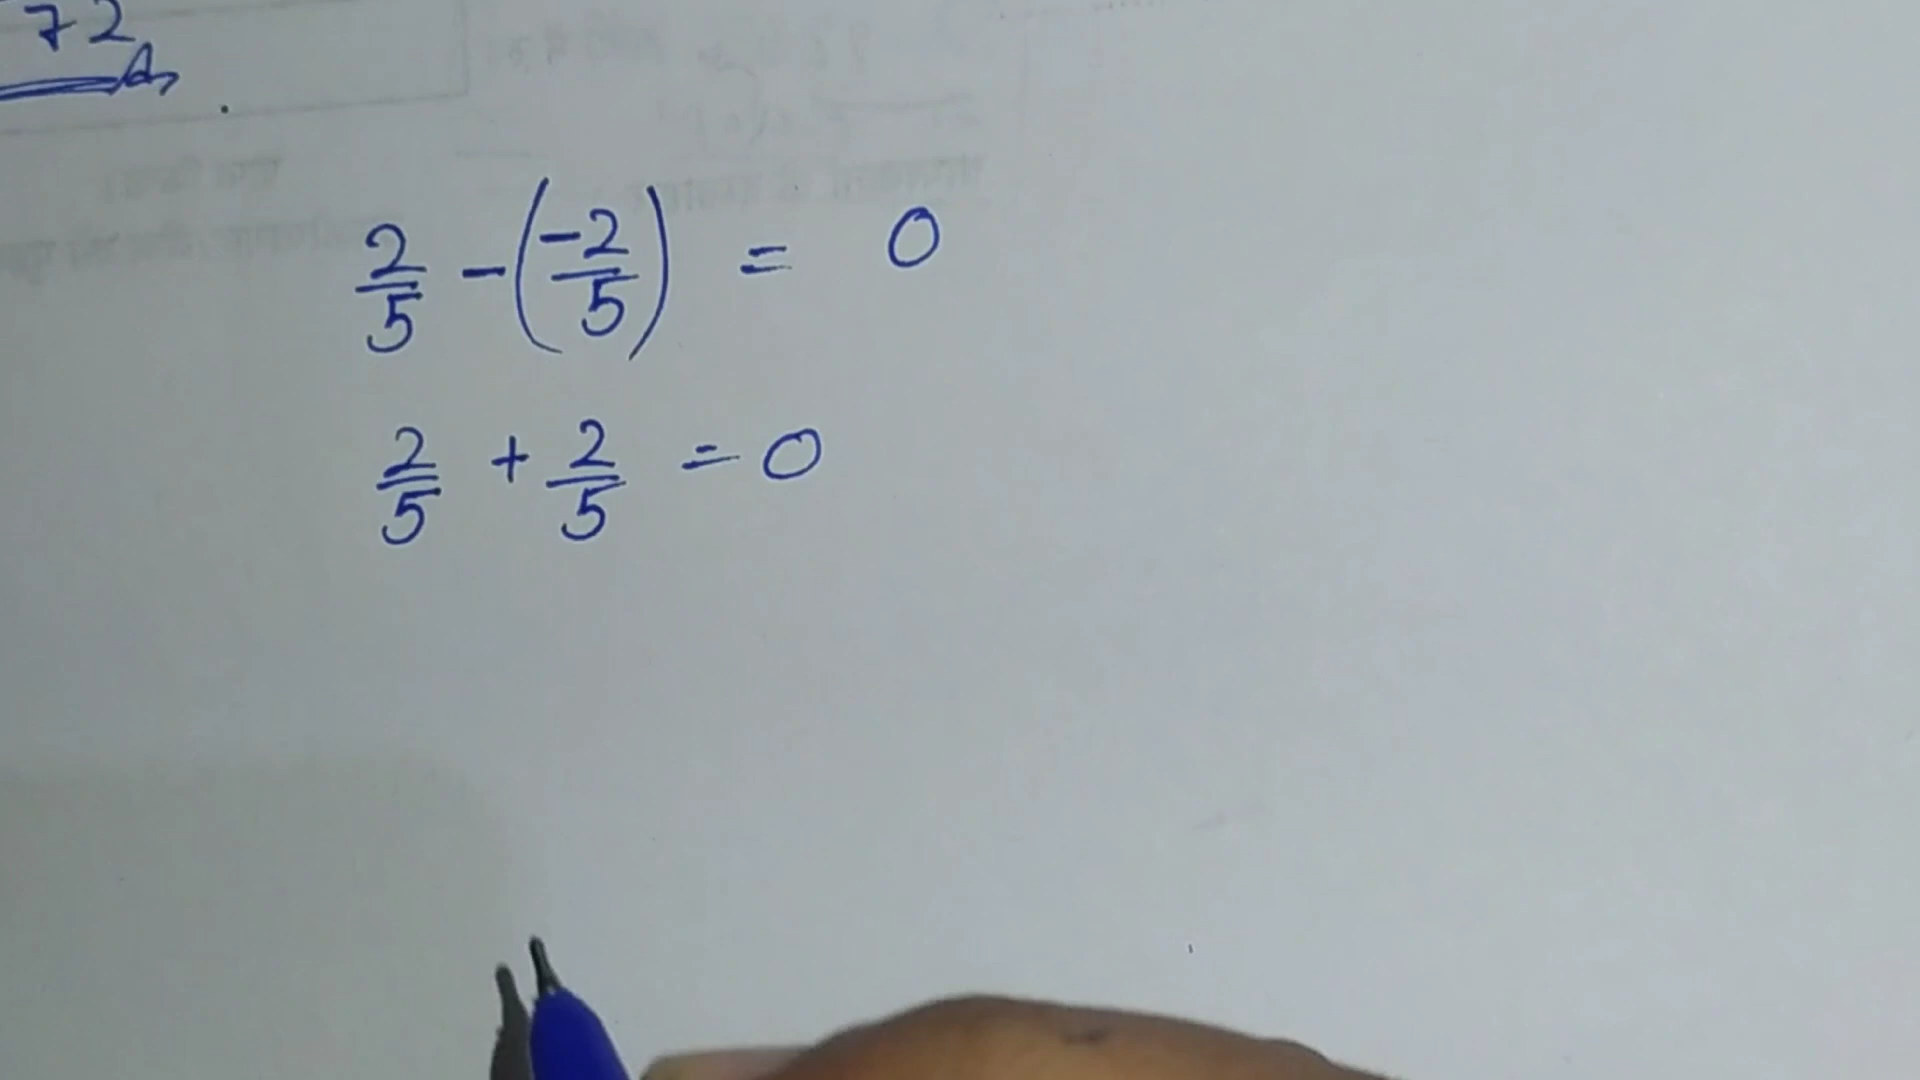 72
2/5 - (-2/5) = 0
2/5 + 2/5 = 0